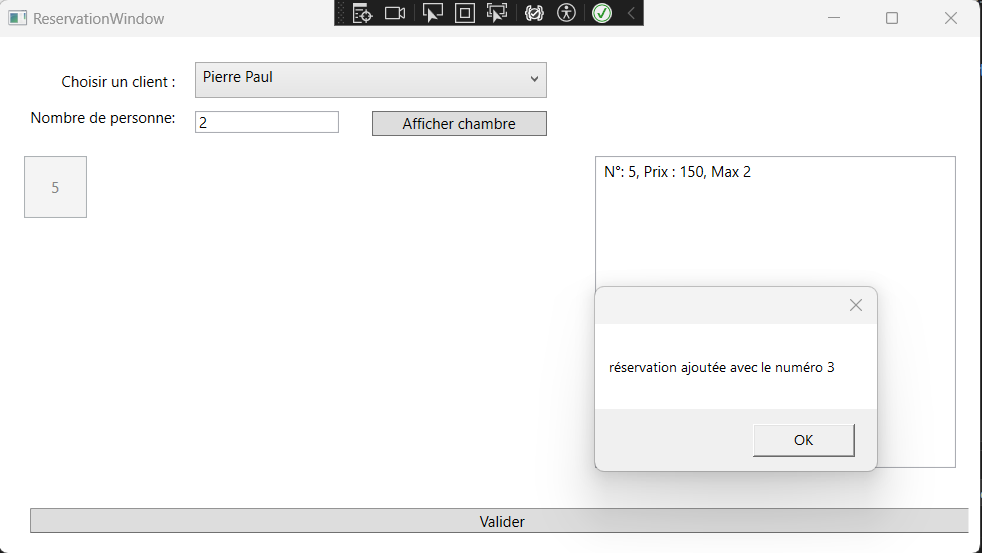 ReservationWindow
Choisir un client :
Pierre Paul
Nombre de personne:
2
Afficher chambre
5
N°: 5, Prix : 150, Max 2
réservation ajoutée avec le numéro 3
OK
Valider